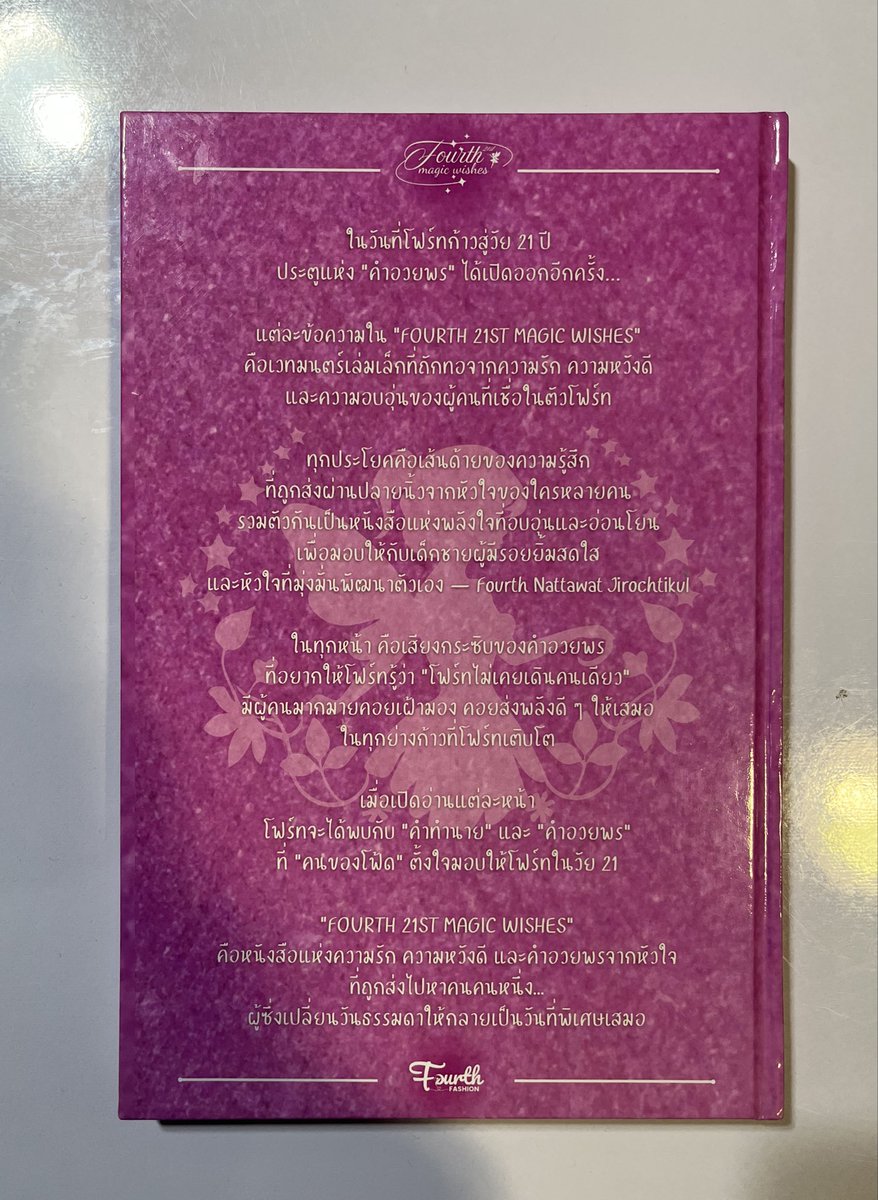 Fourth
magic wishes
ในวันที่โฟร์ทก้าวสู่วัย 21 ปี
ประตูแห่ง "คำอวยพร" ได้เปิดออกอีกครั้ง...
แต่ละข้อความใน "FOURTH 21ST MAGIC WISHES"
คือเวทมนตร์เล่มเล็กที่ถักทอจากความรัก ความหวังดี
และความอบอุ่นของผู้คนที่เชื่อในตัวโฟร์ท
ทุกประโยคคือเส้นด้ายของความรู้สึก
ที่ถูกส่งผ่านปลายนิ้วจากหัวใจของใครหลายคน
รวมตัวกันเป็นหนังสือแห่งพลังใจที่อบอุ่นและอ่อนโยน
เพื่อมอบให้กับเด็กชายผู้มีรอยยิ้มสดใส
และหัวใจที่มุ่งมั่นพัฒนาตัวเอง — Fourth Nattawat Jirochtikul
ในทุกหน้า คือเสียงกระซิบของคำอวยพร
ที่อยากให้โฟร์ทรู้ว่า "โฟร์ทไม่เคยเดินคนเดียว"
มีผู้คนมากมายคอยเฝ้ามอง คอยส่งพลังดี ๆ ให้เสมอ
ในทุกย่างก้าวที่โฟร์ทเติบโต
เมื่อเปิดอ่านแต่ละหน้า
โฟร์ทจะได้พบกับ "คำทำนาย" และ "คำอวยพร"
ที่ "คนของโฟ้ด" ตั้งใจมอบให้โฟร์ทในวัย 21
"FOURTH 21ST MAGIC WISHES"
คือหนังสือแห่งความรัก ความหวังดี และคำอวยพรจากหัวใจ
ที่ถูกส่งไปหาคนคนหนึ่ง...
ผู้ซึ่งเปลี่ยนวันธรรมดาให้กลายเป็นวันที่พิเศษเสมอ
Fourth
FASHION